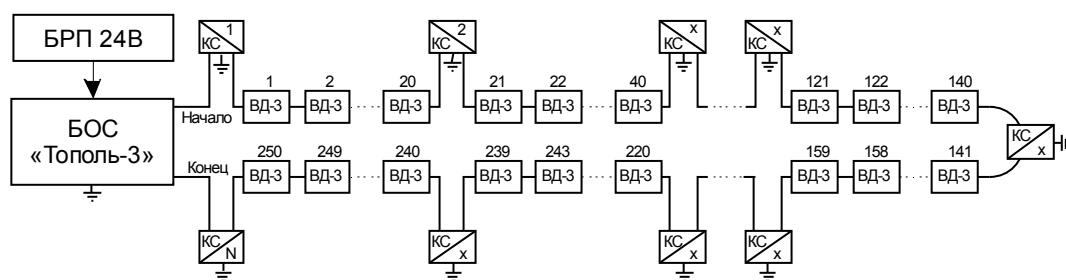 БРП 24В
БОС
«Тополь-3»
Начало
Конец
КС 1
КС 2
КС x
КС x
1 2 20 21 22 40 121 122 140
ВД-3 ВД-3 ВД-3 ВД-3 ВД-3 ВД-3 ВД-3 ВД-3 ВД-3
КС x
250 249 240 239 243 220 159 158 141
ВД-3 ВД-3 ВД-3 ВД-3 ВД-3 ВД-3 ВД-3 ВД-3 ВД-3
КС N
КС x
КС x
КС x